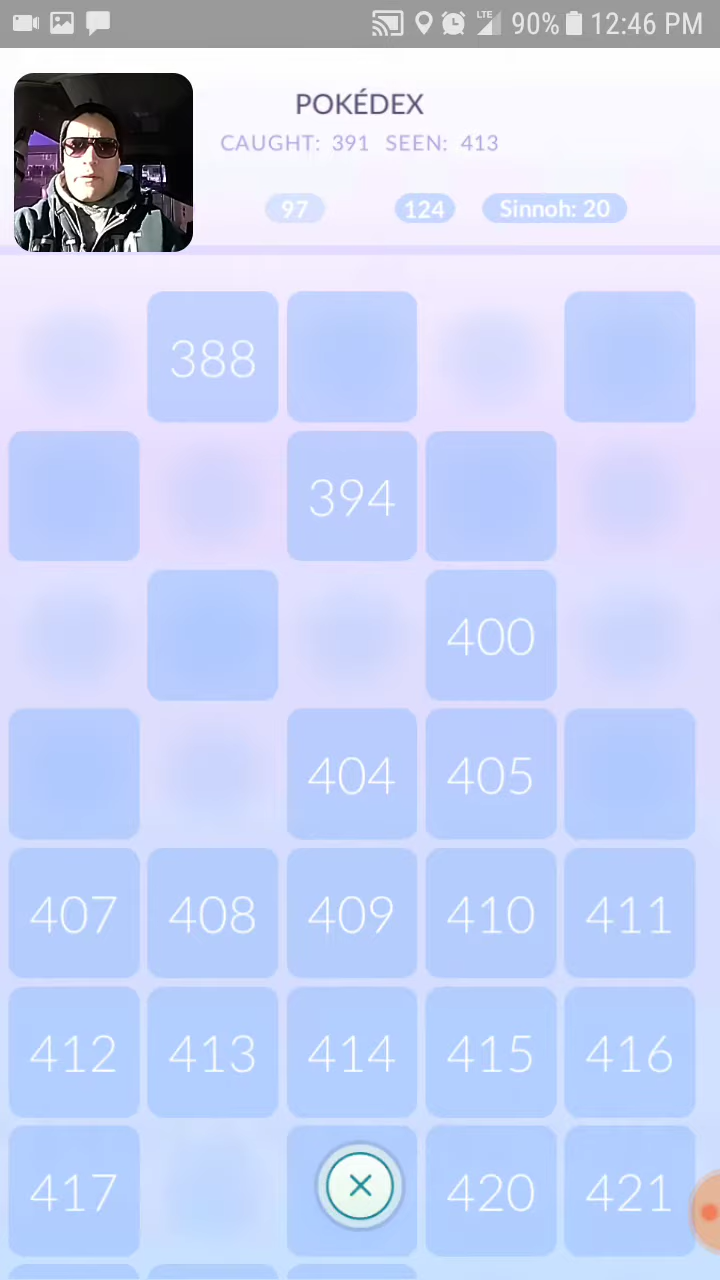 LTE 90% 12:46 PM
POKÉDEX
CAUGHT: 391 SEEN: 413
97 124 Sinnoh: 20
388
394
400
404 405
407 408 409 410 411
412 413 414 415 416
417 420 421